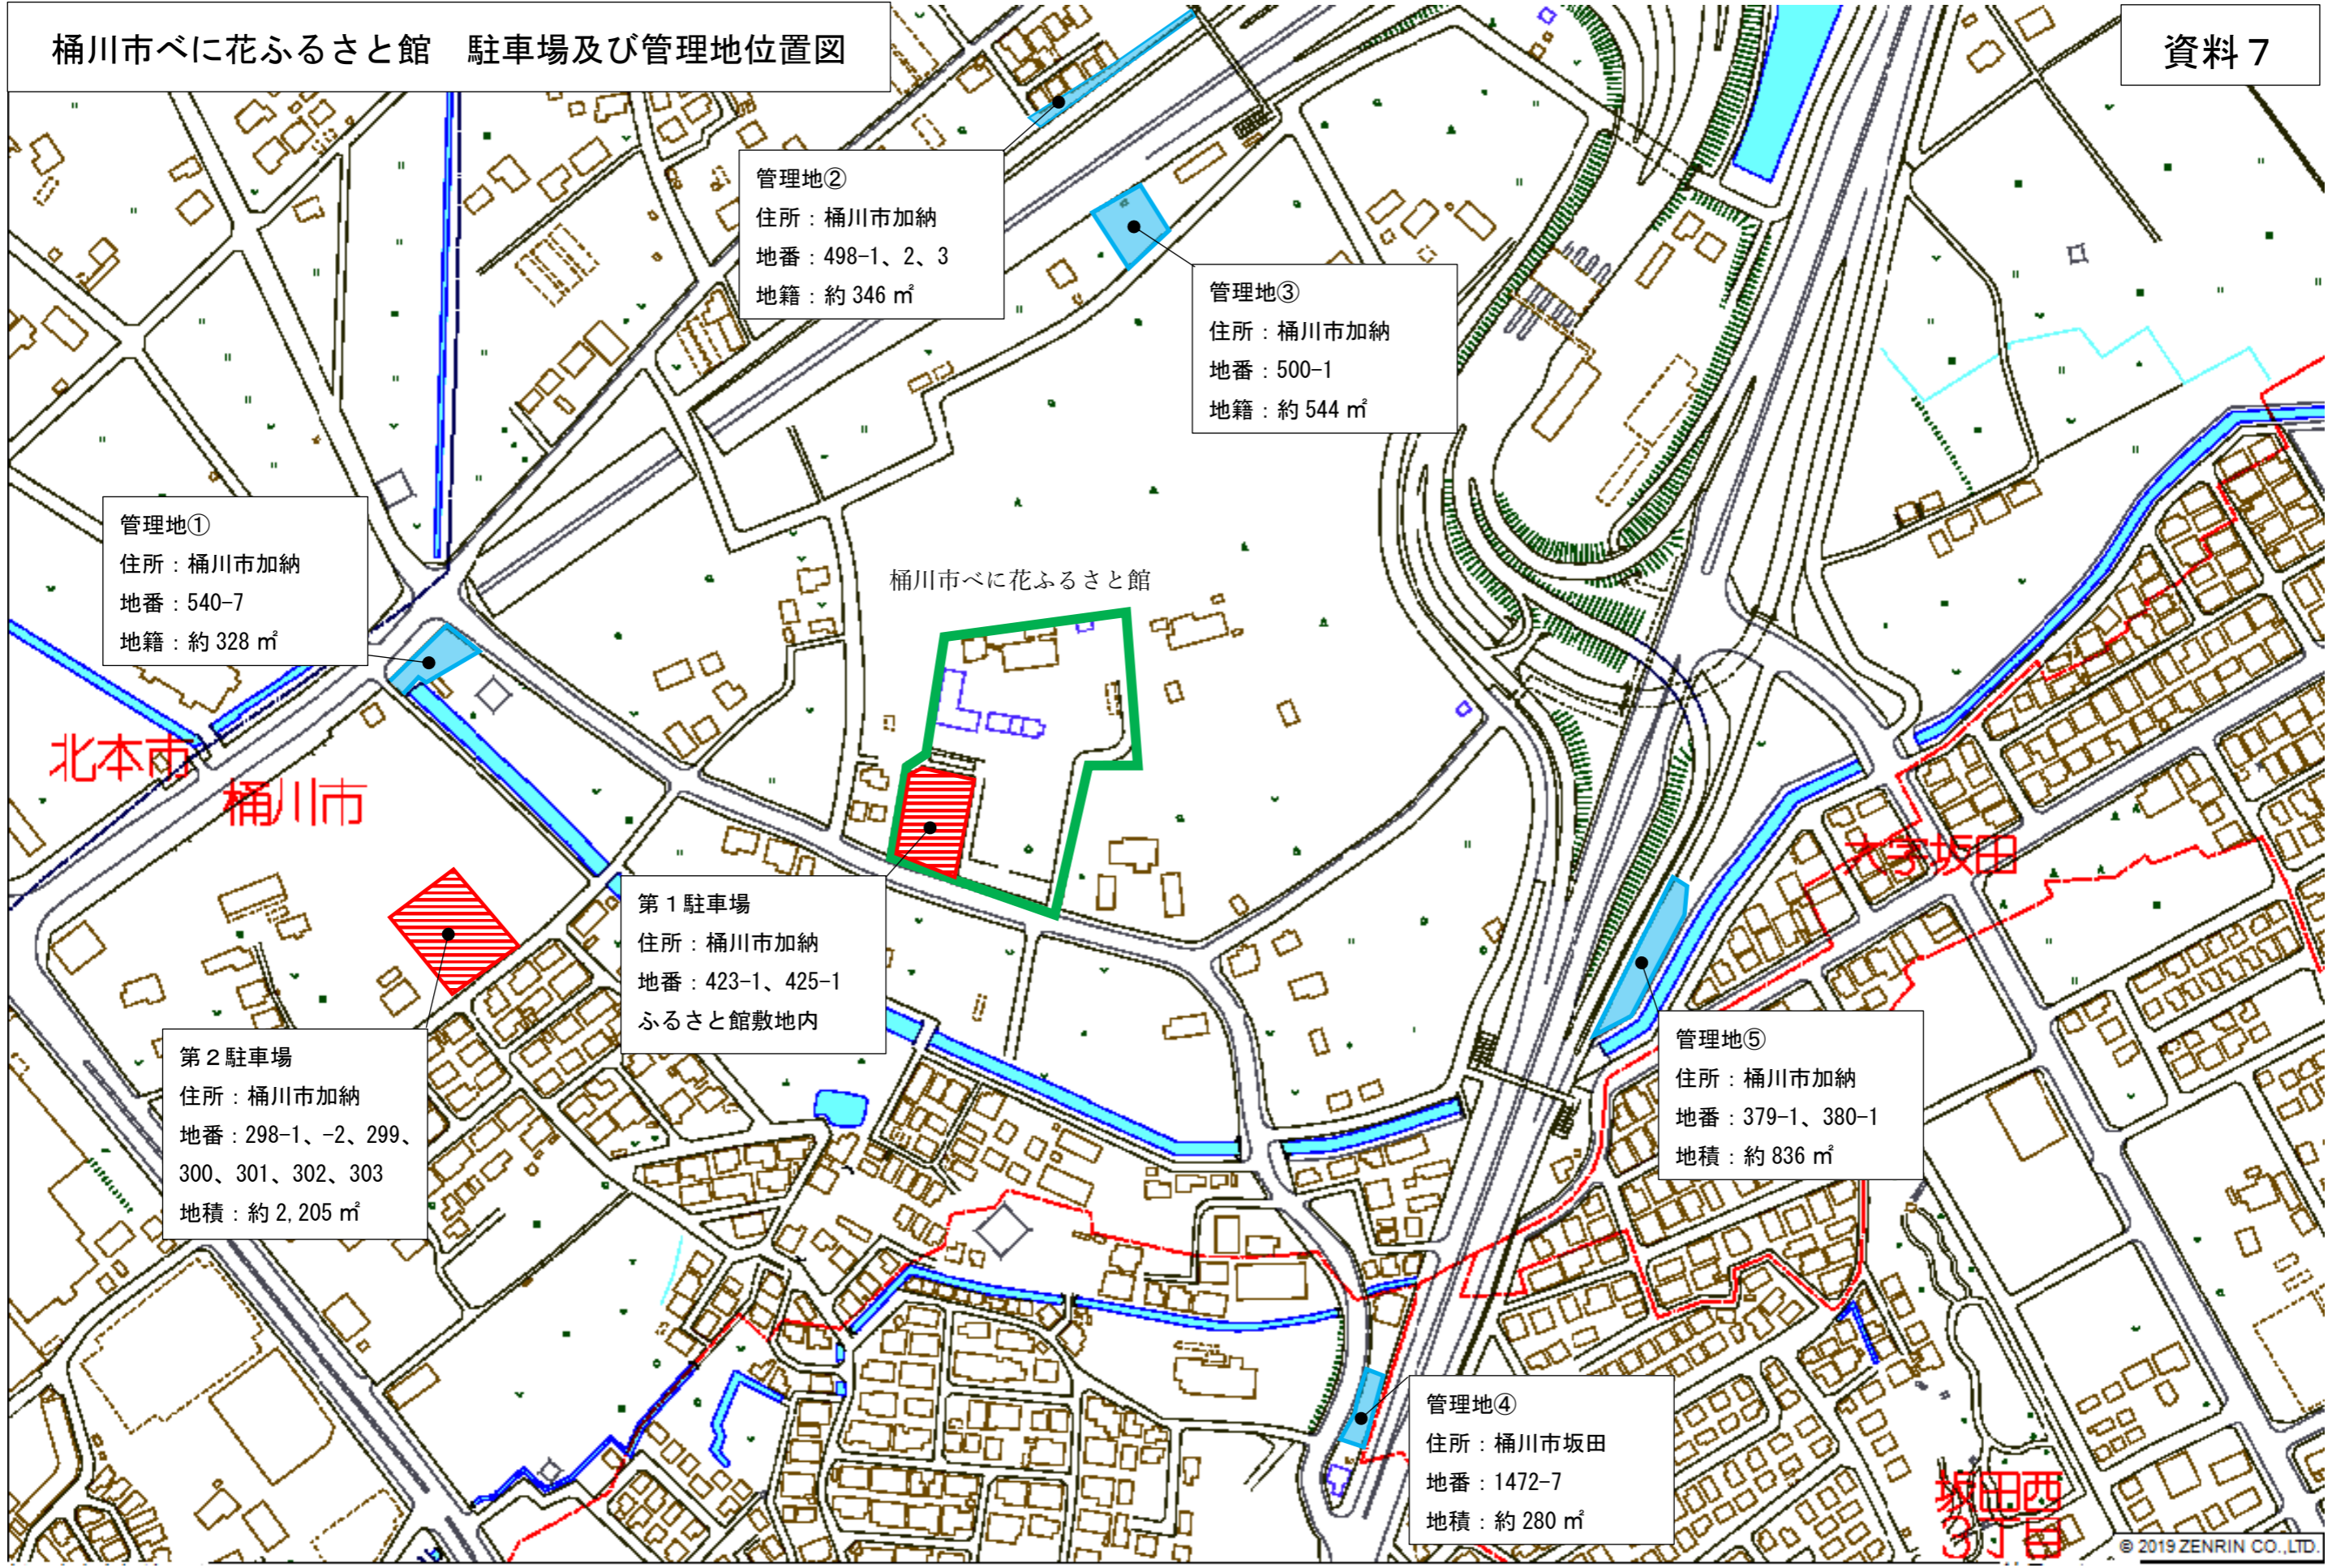 桶川市べに花ふるさと館　駐車場及び管理地位置図
資料７
管理地②
住所：桶川市加納
地番：498-1、2、3
地籍：約 346 ㎡
管理地③
住所：桶川市加納
地番：500-1
地籍：約 544 ㎡
管理地①
住所：桶川市加納
地番：540-7
地籍：約 328 ㎡
桶川市べに花ふるさと館
北本市
桶川市
大字坂田
第１駐車場
住所：桶川市加納
地番：423-1、425-1
ふるさと館敷地内
第２駐車場
住所：桶川市加納
地番：298-1、-2、299、
300、301、302、303
地積：約 2,205 ㎡
管理地⑤
住所：桶川市加納
地番：379-1、380-1
地積：約 836 ㎡
管理地④
住所：桶川市坂田
地番：1472-7
地積：約 280 ㎡
坂田西
3丁目
© 2019 ZENRIN CO.,LTD.